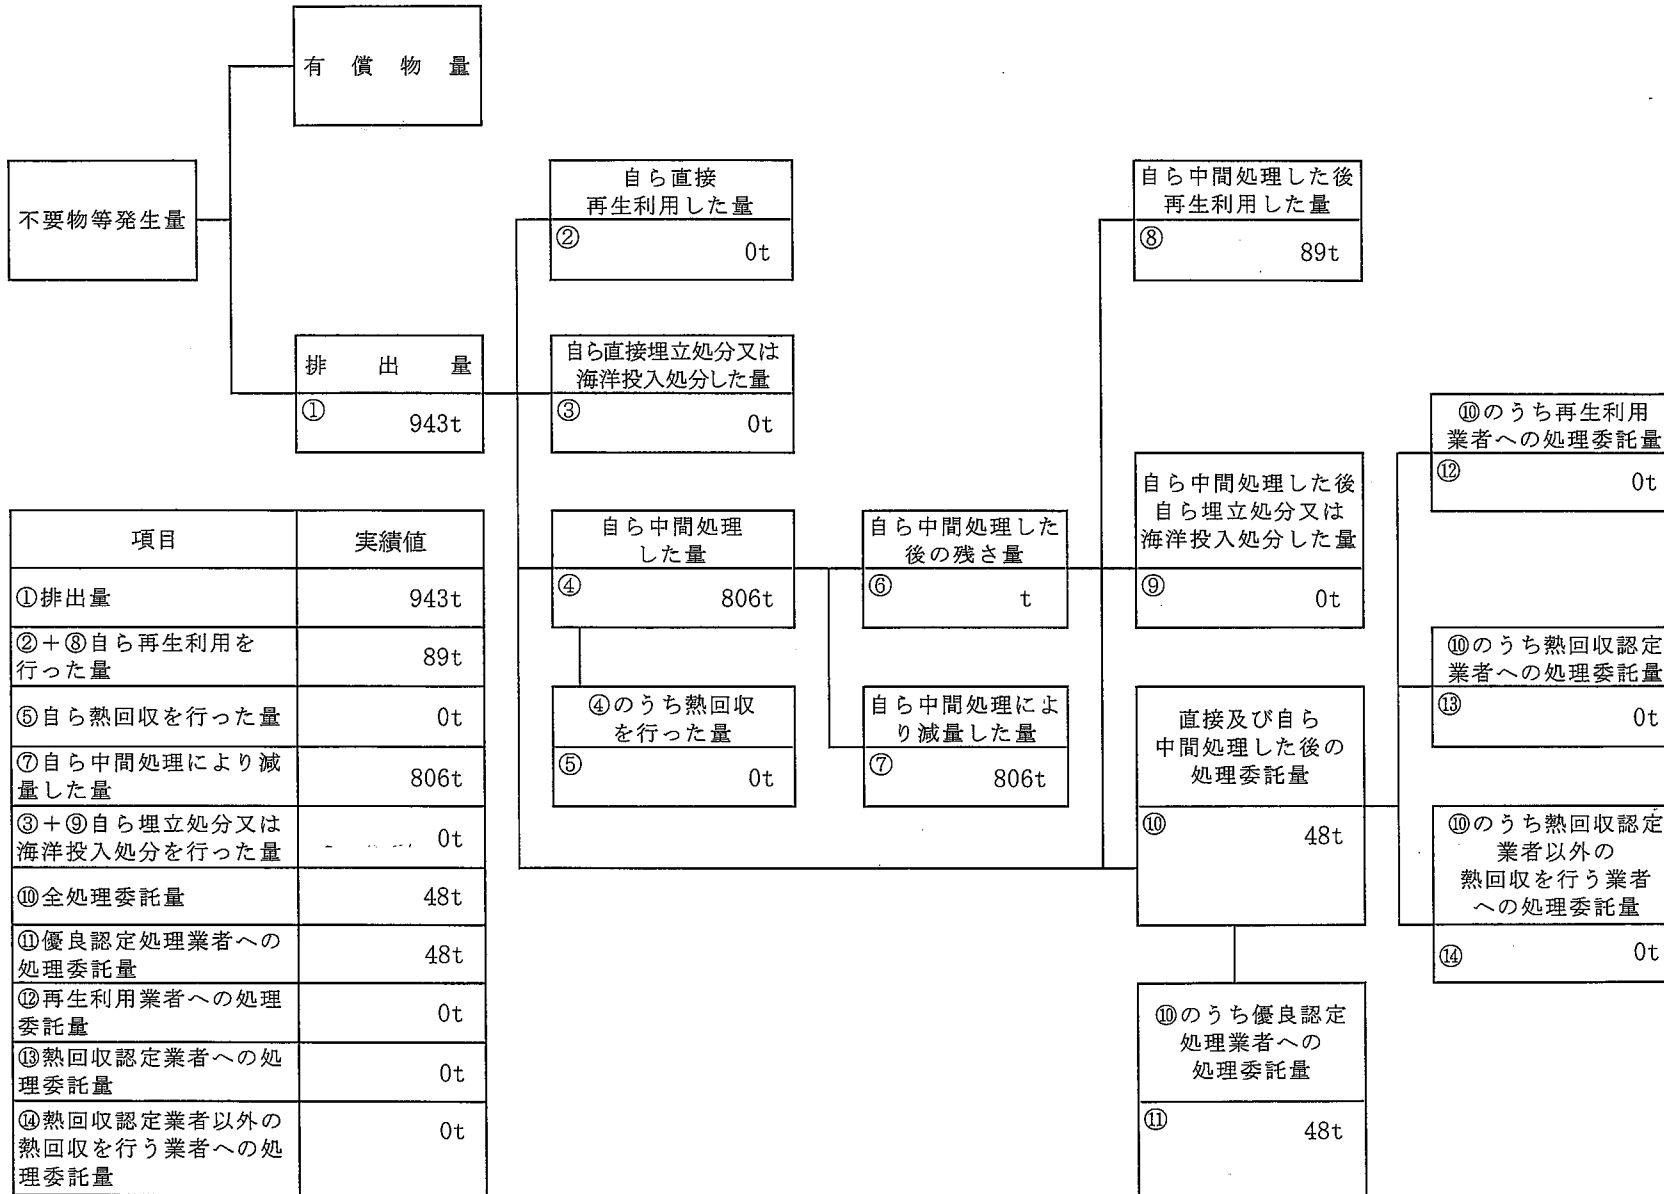 有償物量
不要物等発生量
排出量
①
943t
自ら直接
再生利用した量
②
0t
自ら直接埋立処分又は
海洋投入処分した量
③
0t
自ら中間処理
した量
④
806t
④のうち熱回収
を行った量
⑤
0t
自ら中間処理した
後の残さ量
⑥
t
自ら中間処理によ
り減量した量
⑦
806t
自ら中間処理した後
再生利用した量
⑧
89t
自ら中間処理した後
自ら埋立処分又は
海洋投入処分した量
⑨
0t
直接及び自ら
中間処理した後の
処理委託量
⑩
48t
⑩のうち優良認定
処理業者への
処理委託量
⑪
48t
⑩のうち再生利用
業者への処理委託量
⑫
0t
⑩のうち熱回収認定
業者への処理委託量
⑬
0t
⑩のうち熱回収認定
業者以外の
熱回収を行う業者
への処理委託量
⑭
0t
項目 実績値
①排出量 943t
②+⑧自ら再生利用を
行った量 89t
⑤自ら熱回収を行った量 0t
⑦自ら中間処理により減
量した量 806t
③+⑨自ら埋立処分又は
海洋投入処分を行った量 0t
⑩全処理委託量 48t
⑪優良認定処理業者への
処理委託量 48t
⑫再生利用業者への処理
委託量 0t
⑬熱回収認定業者への処
理委託量 0t
⑭熱回収認定業者以外の
熱回収を行う業者への処
理委託量 0t